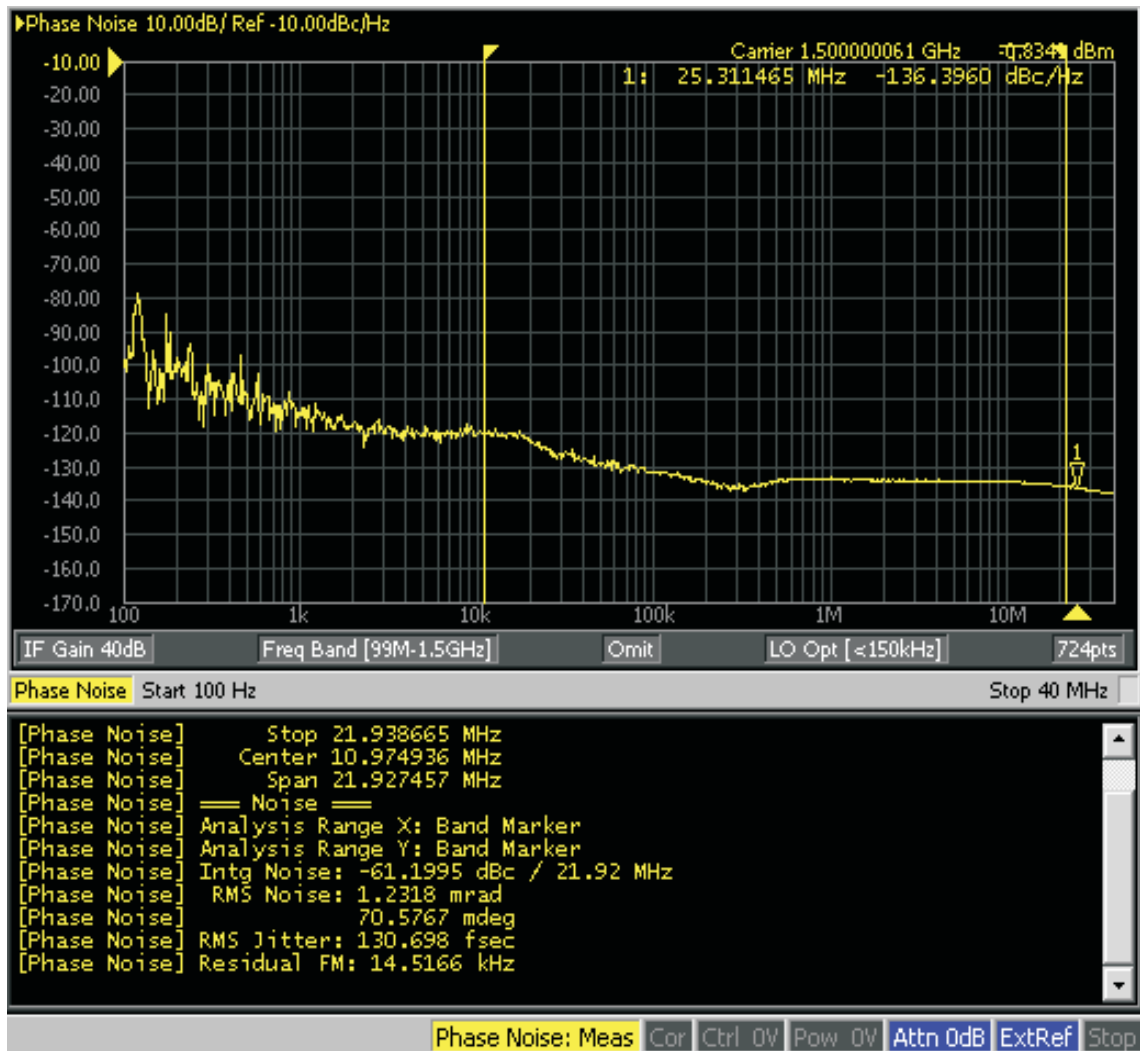 ▶Phase Noise 10.00dB/ Ref -10.00dBc/Hz
Carrier 1.500000061 GHz -0.8349 dBm
1: 25.311465 MHz -136.3960 dBc/Hz
-10.00
-20.00
-30.00
-40.00
-50.00
-60.00
-70.00
-80.00
-90.00
-100.0
-110.0
-120.0
-130.0
-140.0
-150.0
-160.0
-170.0
1
100 1k 10k 100k 1M 10M
IF Gain 40dB Freq Band [99M-1.5GHz] Omit LO Opt [<150kHz] 724pts
Phase Noise Start 100 Hz Stop 40 MHz
[Phase Noise] Stop 21.938665 MHz
[Phase Noise] Center 10.974936 MHz
[Phase Noise] Span 21.927457 MHz
[Phase Noise] === Noise ===
[Phase Noise] Analysis Range X: Band Marker
[Phase Noise] Analysis Range Y: Band Marker
[Phase Noise] Intg Noise: -61.1995 dBc / 21.92 MHz
[Phase Noise] RMS Noise: 1.2318 mrad
[Phase Noise] 70.5767 mdeg
[Phase Noise] RMS Jitter: 130.698 fsec
[Phase Noise] Residual FM: 14.5166 kHz
Phase Noise: Meas Cor Ctrl 0V Pow 0V Attn 0dB ExtRef Stop